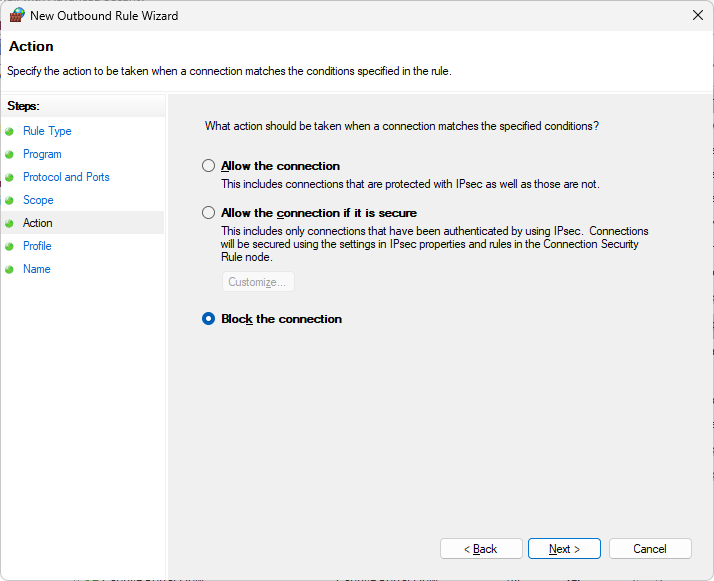 New Outbound Rule Wizard
Action
Specify the action to be taken when a connection matches the conditions specified in the rule.
Steps:
Rule Type
Program
Protocol and Ports
Scope
Action
Profile
Name
What action should be taken when a connection matches the specified conditions?
Allow the connection
This includes connections that are protected with IPsec as well as those are not.
Allow the connection if it is secure
This includes only connections that have been authenticated by using IPsec. Connections
will be secured using the settings in IPsec properties and rules in the Connection Security
Rule node.
Customize...
Block the connection
< Back
Next >
Cancel